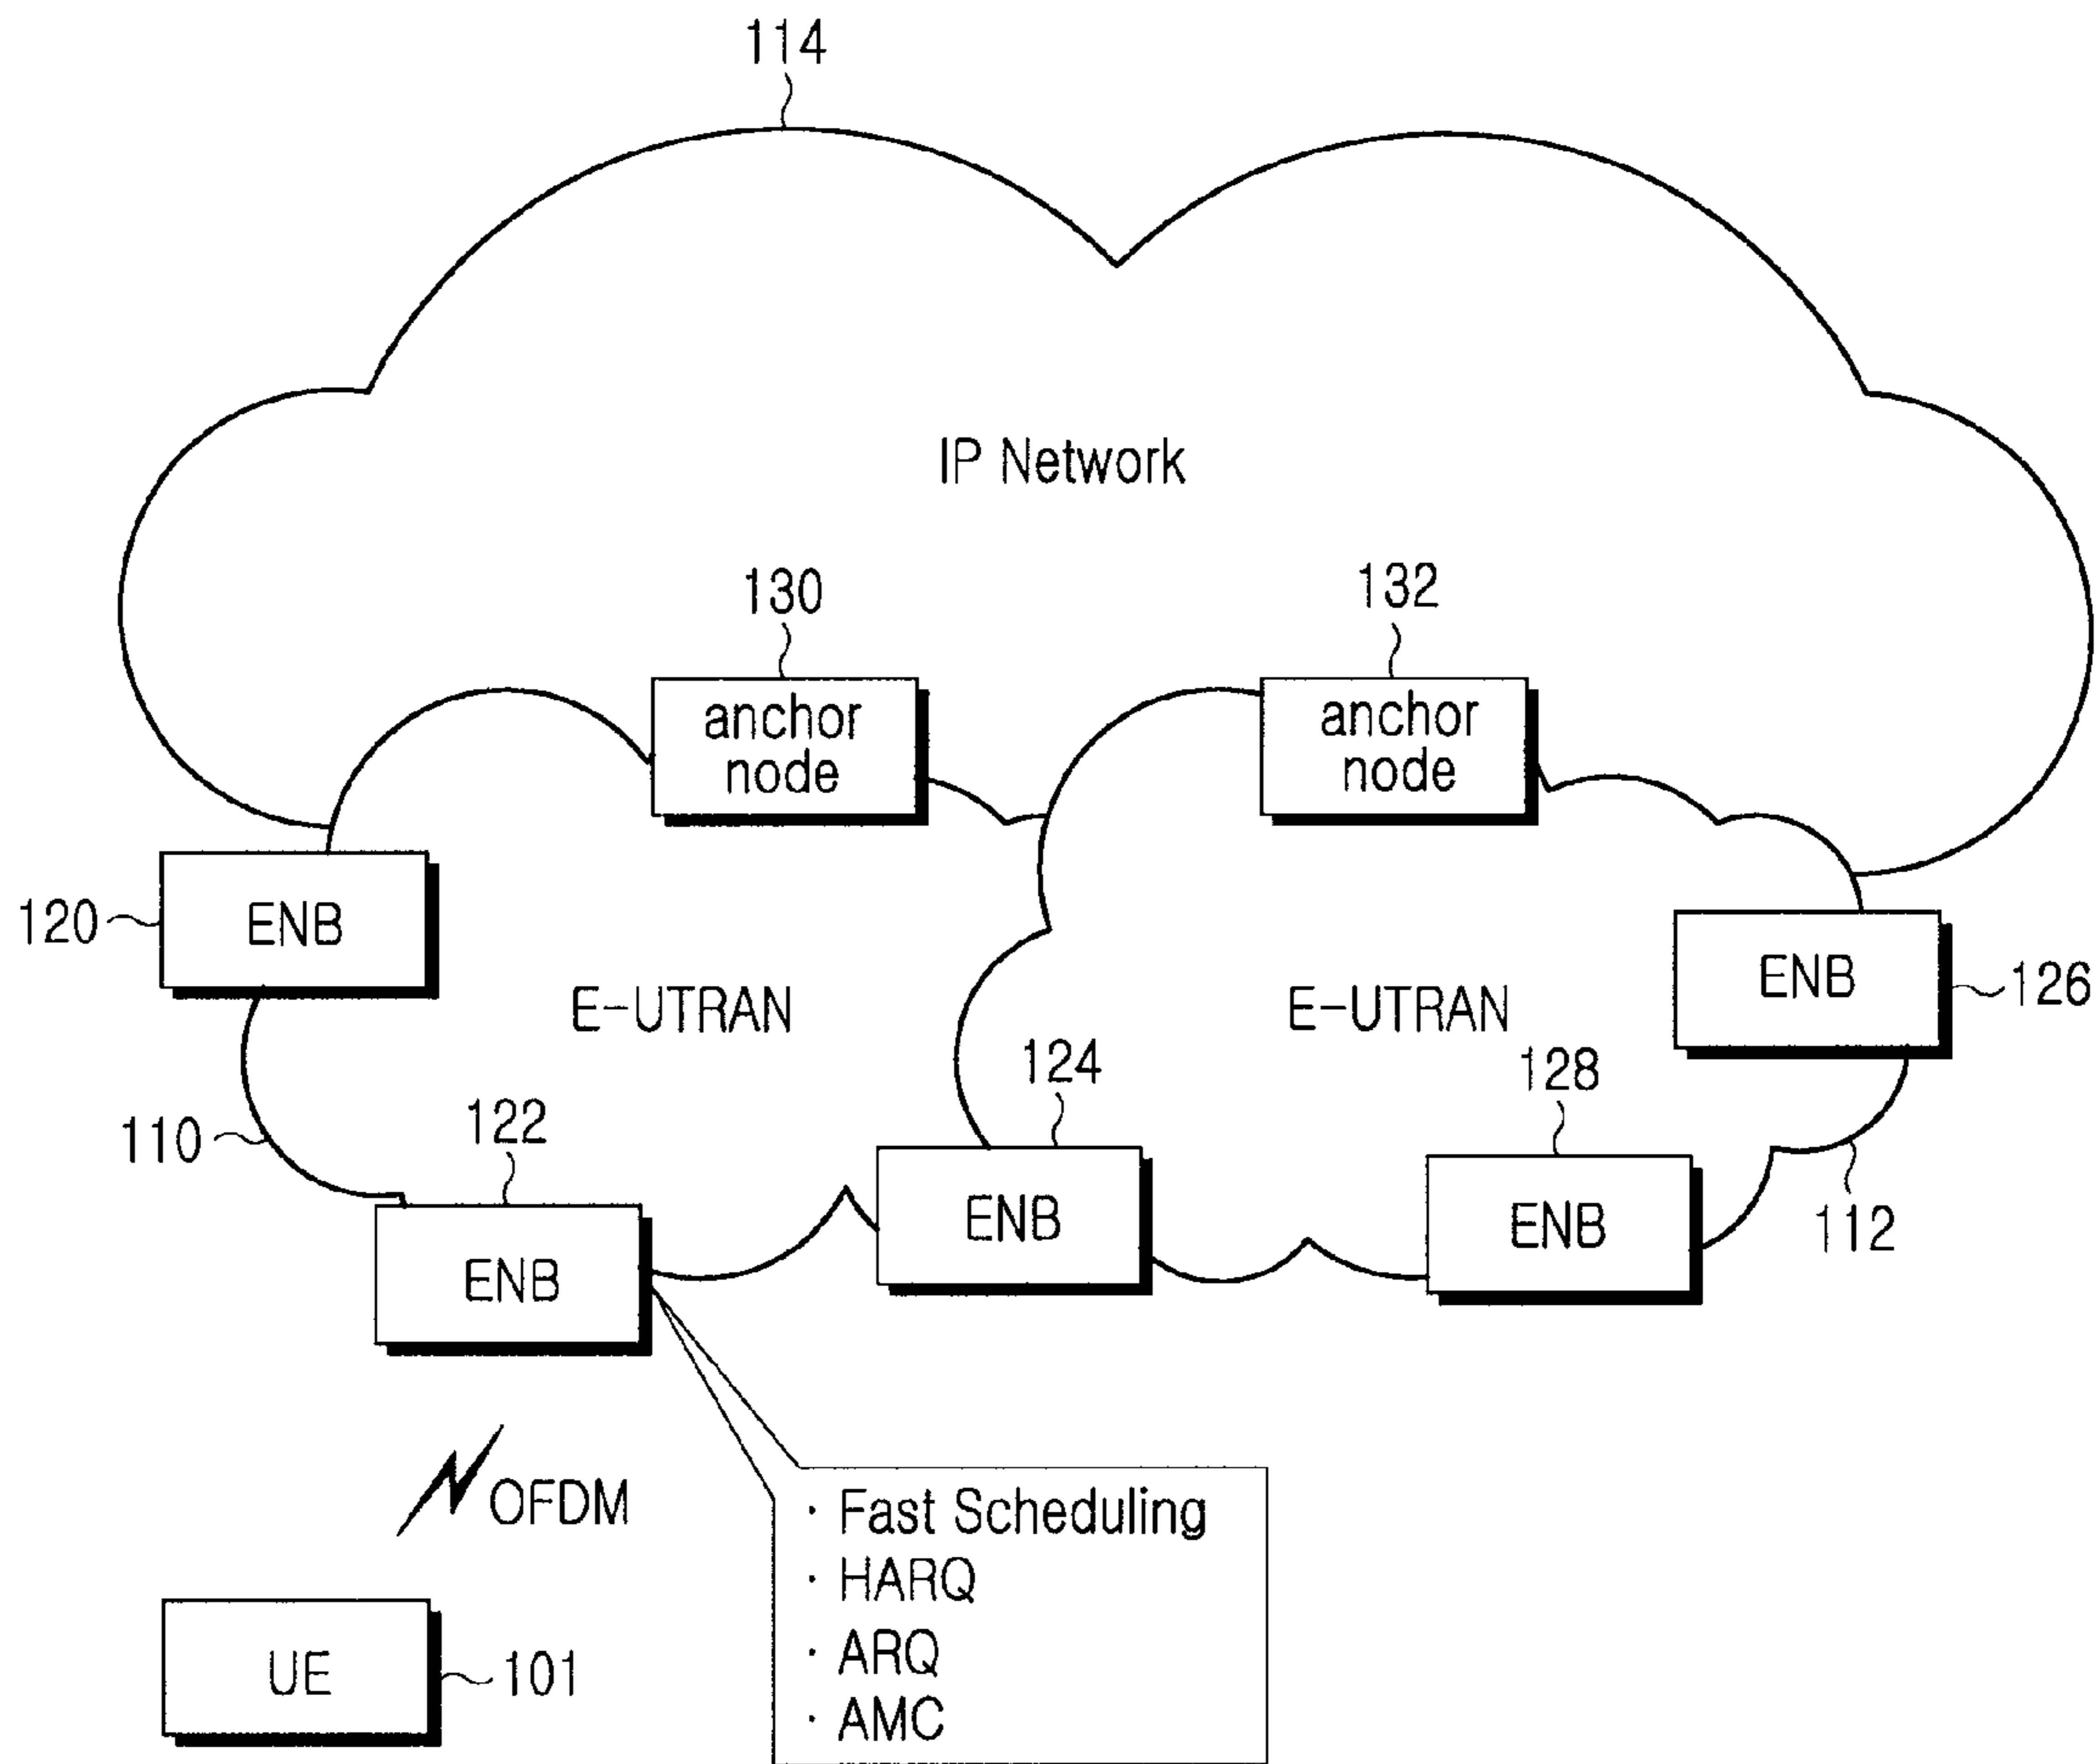 114
IP Network
130
132
anchor
node
anchor
node
120
ENB
ENB
126
E-UTRAN
E-UTRAN
124
128
110
122
112
ENB
ENB
ENB
OFDM
· Fast Scheduling
· HARQ
· ARQ
· AMC
UE
101